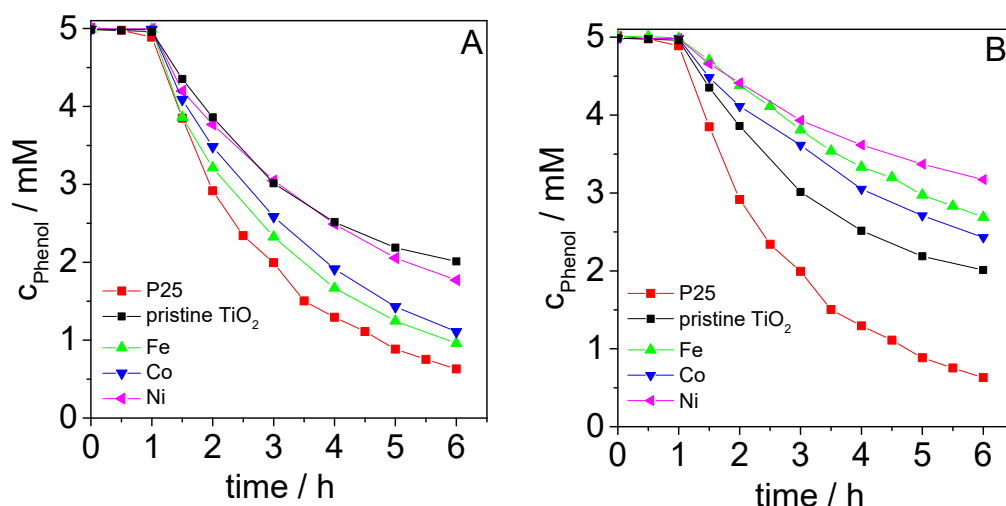 A
5
4
3
2
1
0
c_Phenol / mM
P25
pristine TiO₂
Fe
Co
Ni
0 1 2 3 4 5 6
time / h
B
5
4
3
2
1
0
c_Phenol / mM
P25
pristine TiO₂
Fe
Co
Ni
0 1 2 3 4 5 6
time / h